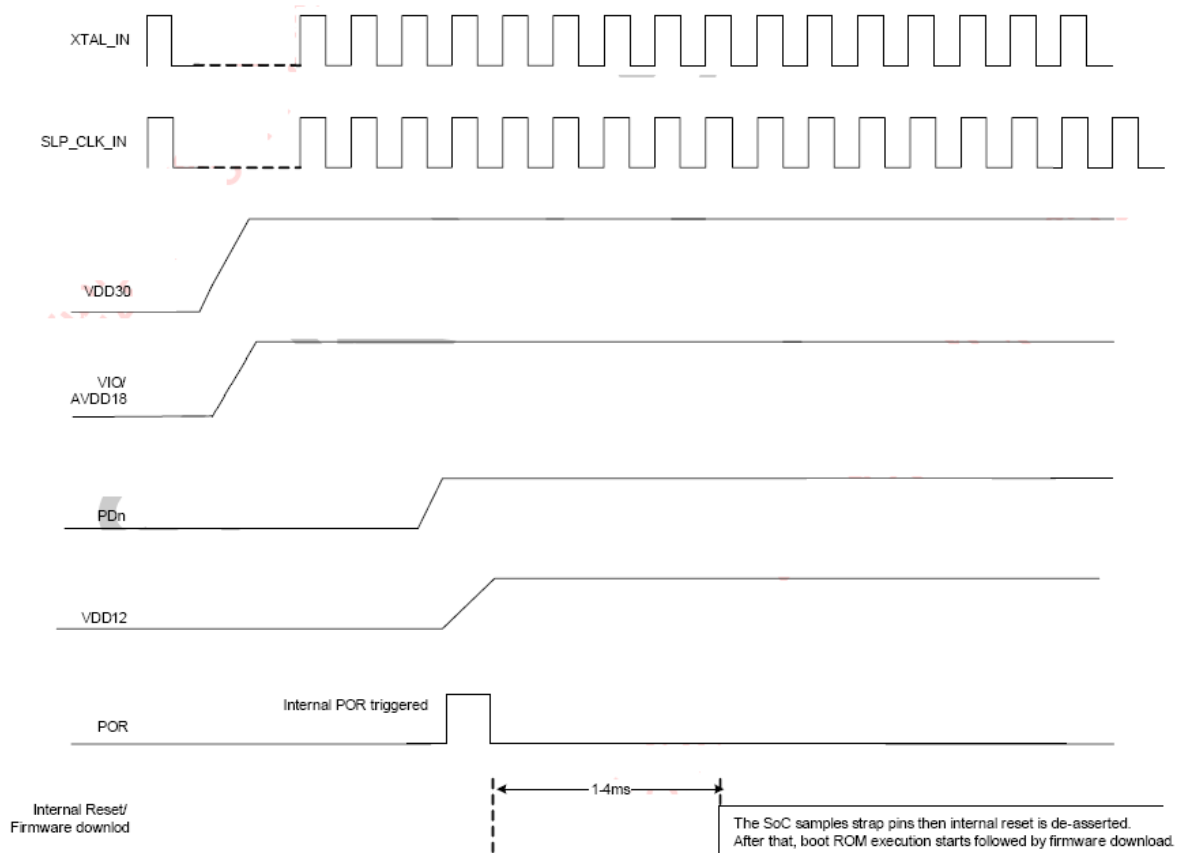 XTAL_IN
SLP_CLK_IN
VDD30
VIO/
AVDD18
PDn
VDD12
Internal POR triggered
POR
1-4ms
Internal Reset/
Firmware downlod
The SoC samples strap pins then internal reset is de-asserted.
After that, boot ROM execution starts followed by firmware download.